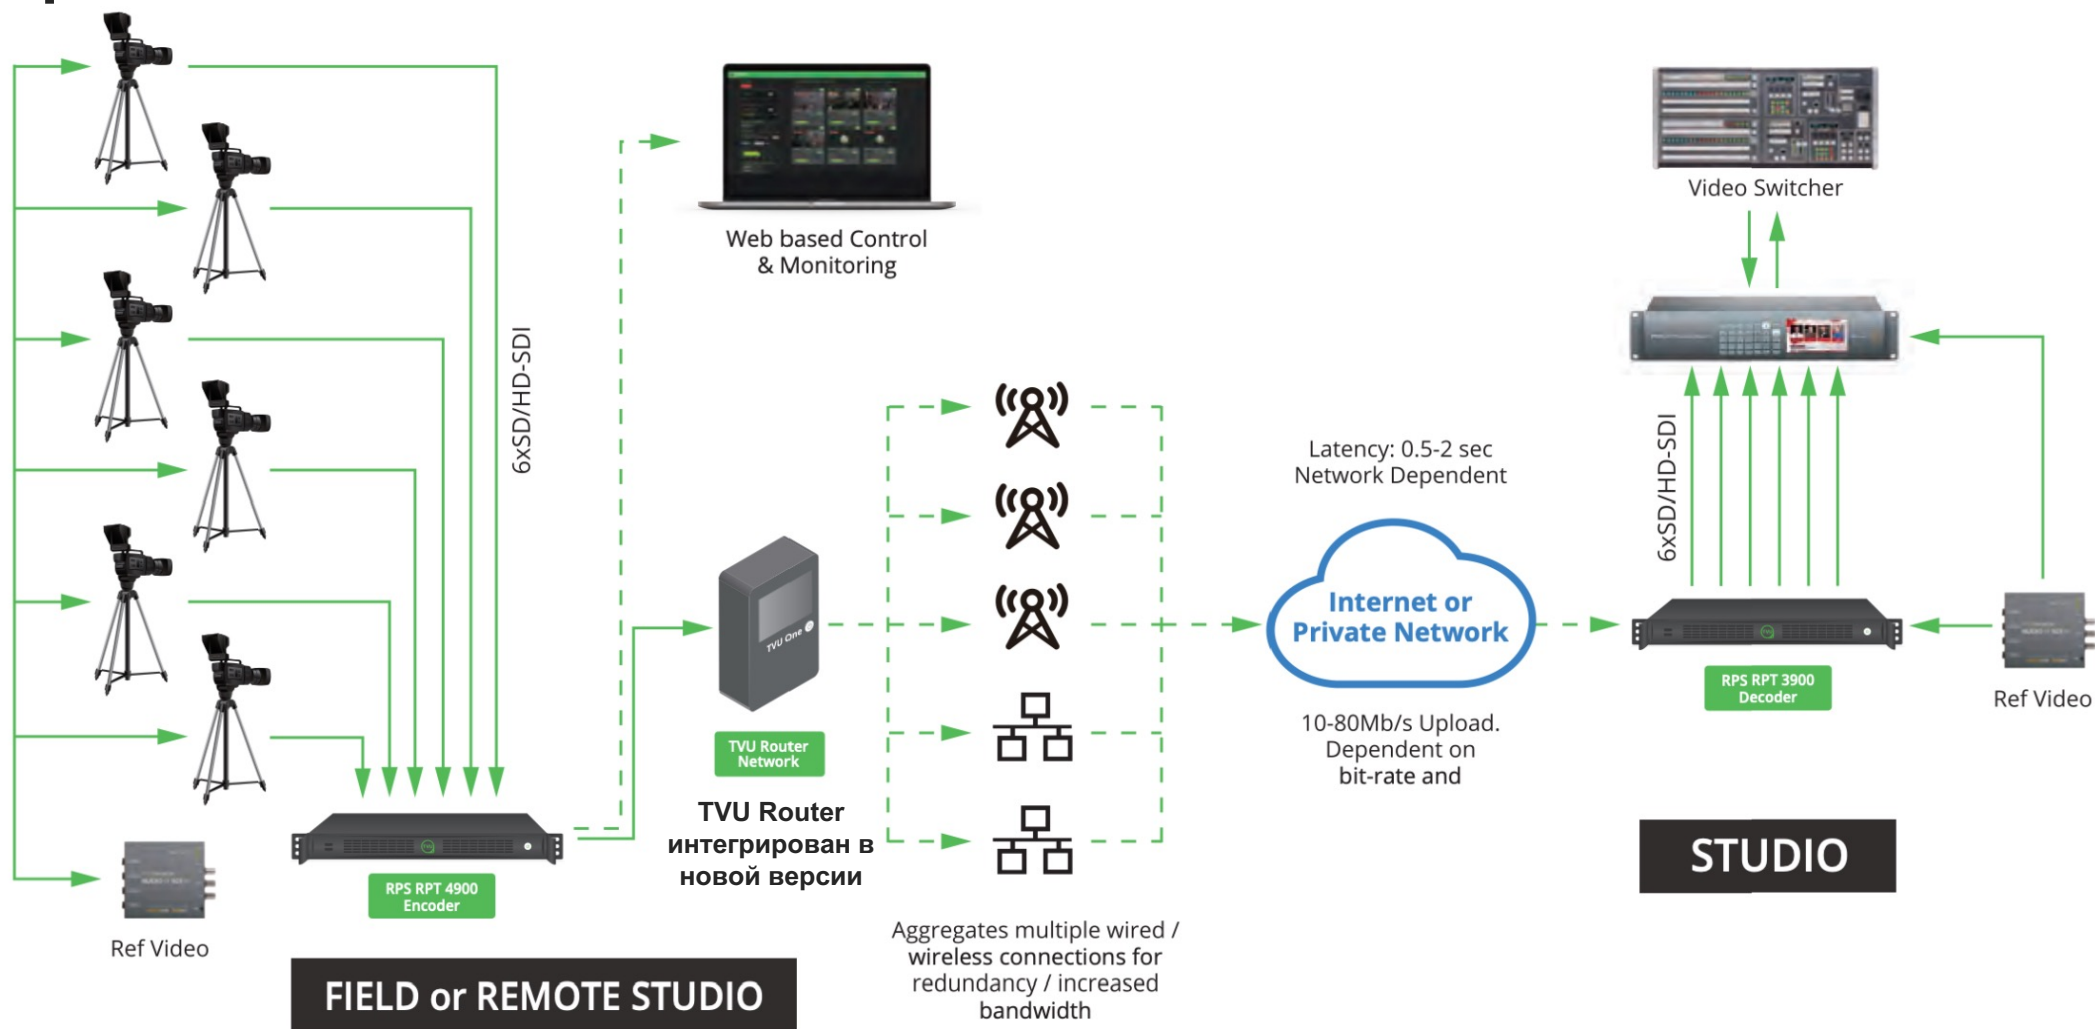 Web based Control
& Monitoring
Video Switcher
6xSD/HD-SDI
6xSD/HD-SDI
Latency: 0.5-2 sec
Network Dependent
Internet or
Private Network
10-80Mb/s Upload.
Dependent on
bit-rate and
TVU One
TVU Router
Network
TVU Router
интегрирован в
новой версии
RPS RPT 3900
Decoder
Ref Video
STUDIO
RPS RPT 4900
Encoder
Ref Video
Aggregates multiple wired /
wireless connections for
redundancy / increased
bandwidth
FIELD or REMOTE STUDIO